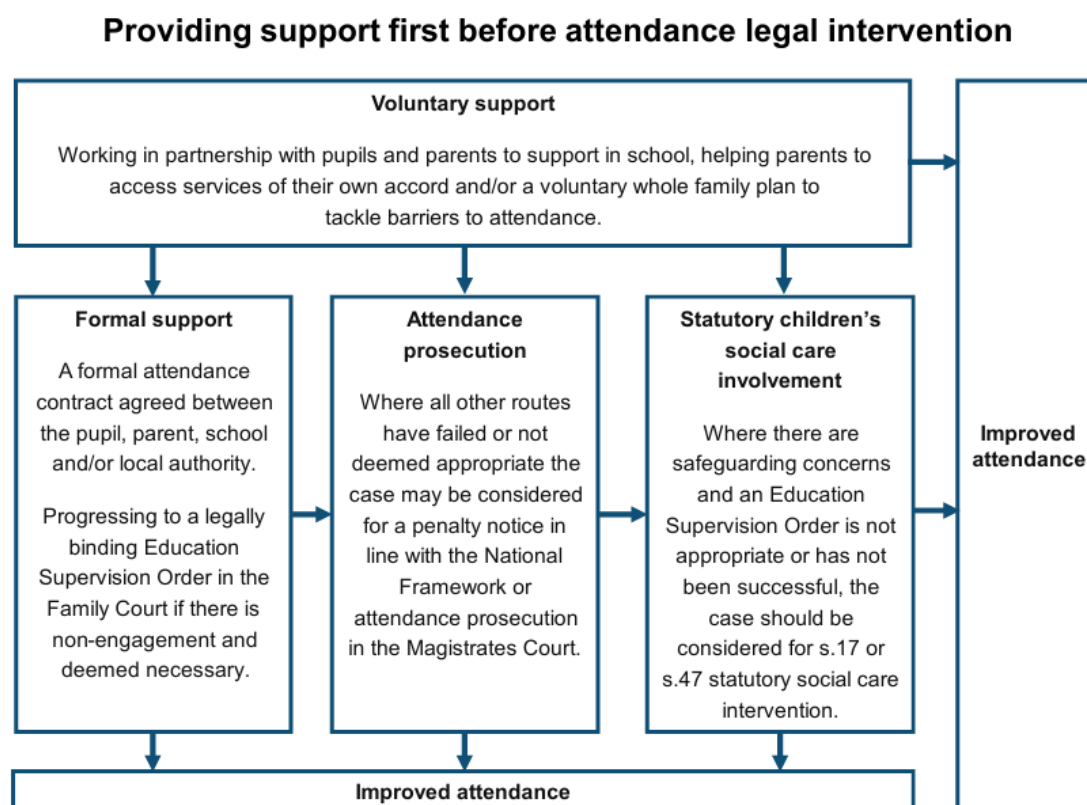 Providing support first before attendance legal intervention
Voluntary support
Working in partnership with pupils and parents to support in school, helping parents to
access services of their own accord and/or a voluntary whole family plan to
tackle barriers to attendance.
Formal support
A formal attendance
contract agreed between
the pupil, parent, school
and/or local authority.
Progressing to a legally
binding Education
Supervision Order in the
Family Court if there is
non-engagement and
deemed necessary.
Attendance
prosecution
Where all other routes
have failed or not
deemed appropriate the
case may be considered
for a penalty notice in
line with the National
Framework or
attendance prosecution
in the Magistrates Court.
Statutory children’s
social care
involvement
Where there are
safeguarding concerns
and an Education
Supervision Order is not
appropriate or has not
been successful, the
case should be
considered for s.17 or
s.47 statutory social care
intervention.
Improved
attendance
Improved attendance